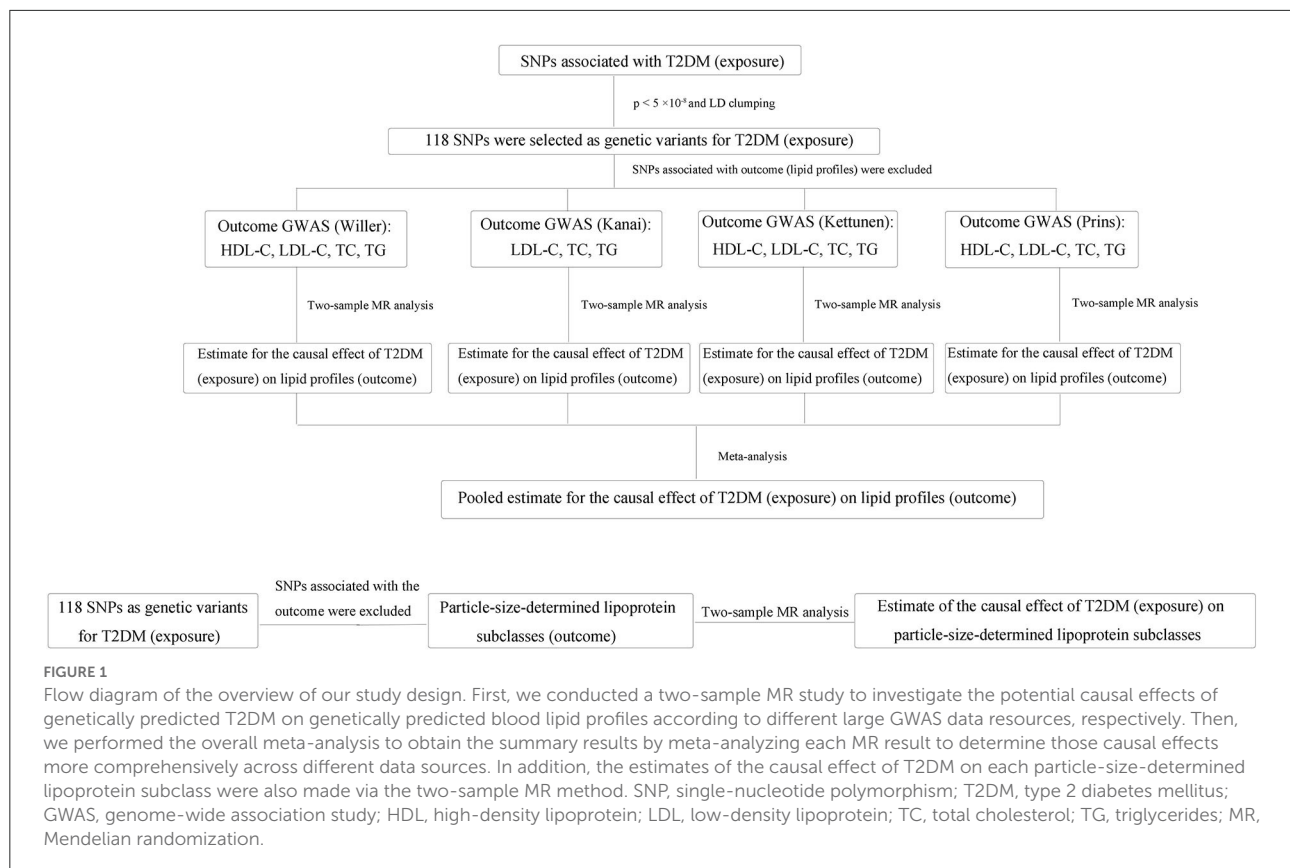 SNPs associated with T2DM (exposure)
p < 5 ×10⁻⁸ and LD clumping
118 SNPs were selected as genetic variants for T2DM (exposure)
SNPs associated with outcome (lipid profiles) were excluded
Outcome GWAS (Willer):
HDL-C, LDL-C, TC, TG
Outcome GWAS (Kanai):
LDL-C, TC, TG
Outcome GWAS (Kettunen):
HDL-C, LDL-C, TC, TG
Outcome GWAS (Prins):
HDL-C, LDL-C, TC, TG
Two-sample MR analysis
Two-sample MR analysis
Two-sample MR analysis
Two-sample MR analysis
Estimate for the causal effect of T2DM
(exposure) on lipid profiles (outcome)
Estimate for the causal effect of T2DM
(exposure) on lipid profiles (outcome)
Estimate for the causal effect of T2DM
(exposure) on lipid profiles (outcome)
Estimate for the causal effect of T2DM
(exposure) on lipid profiles (outcome)
Meta-analysis
Pooled estimate for the causal effect of T2DM (exposure) on lipid profiles (outcome)
118 SNPs as genetic variants
for T2DM (exposure)
SNPs associated with the
outcome were excluded
Particle-size-determined lipoprotein
subclasses (outcome)
Two-sample MR analysis
Estimate of the causal effect of T2DM (exposure) on
particle-size-determined lipoprotein subclasses
FIGURE 1
Flow diagram of the overview of our study design. First, we conducted a two-sample MR study to investigate the potential causal effects of
genetically predicted T2DM on genetically predicted blood lipid profiles according to different large GWAS data resources, respectively. Then,
we performed the overall meta-analysis to obtain the summary results by meta-analyzing each MR result to determine those causal effects
more comprehensively across different data sources. In addition, the estimates of the causal effect of T2DM on each particle-size-determined
lipoprotein subclass were also made via the two-sample MR method. SNP, single-nucleotide polymorphism; T2DM, type 2 diabetes mellitus;
GWAS, genome-wide association study; HDL, high-density lipoprotein; LDL, low-density lipoprotein; TC, total cholesterol; TG, triglycerides; MR,
Mendelian randomization.